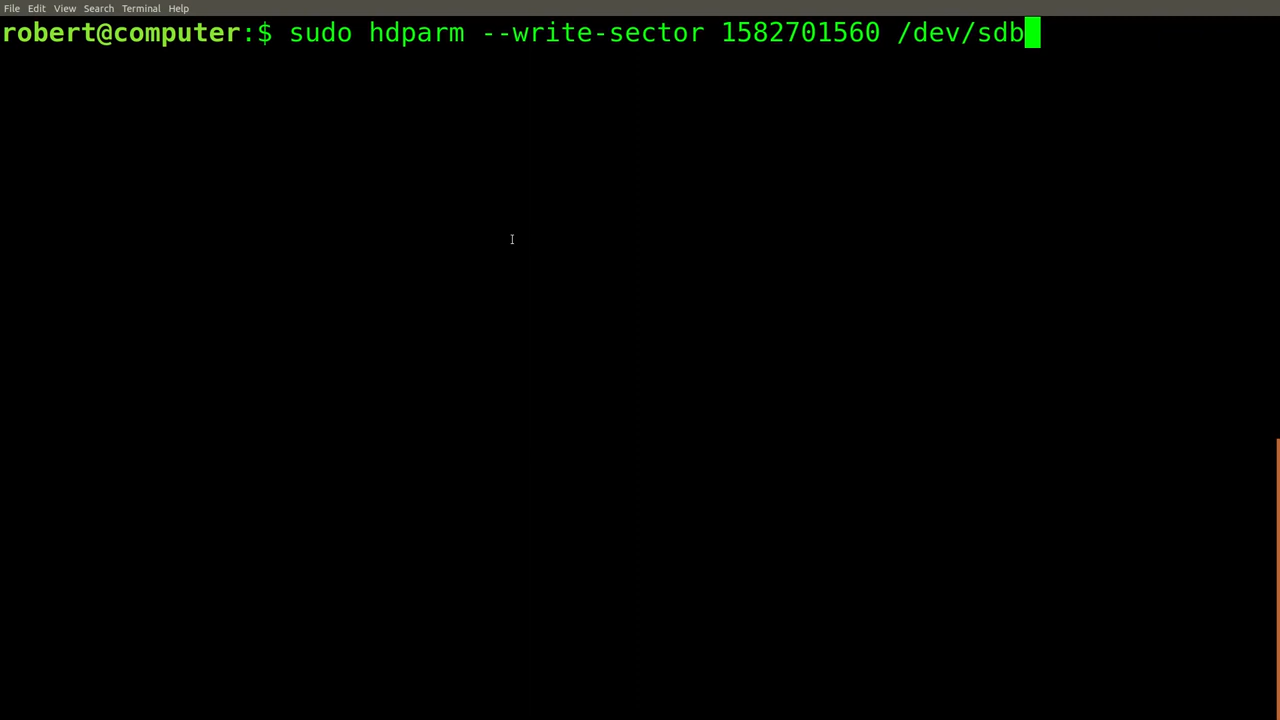 File Edit View Search Terminal Help
robert@computer:$ sudo hdparm --write-sector 1582701560 /dev/sdb